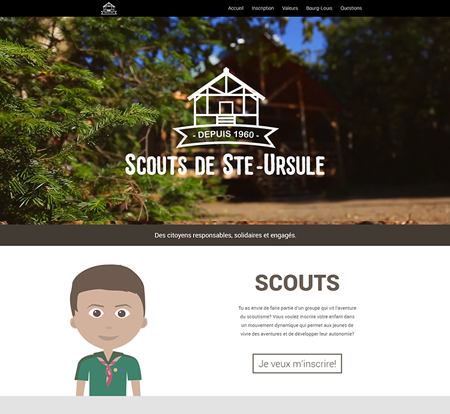 Accueil Inscription Valeurs Bourg-Louis Questions
- DEPUIS 1960 -
SCOUTS DE STE-URSULE
Des citoyens responsables, solidaires et engagés.
SCOUTS
Tu as envie de faire partie d'un groupe qui vit l'aventure
du scoutisme? Vous voulez inscrire votre enfant dans
un mouvement dynamique qui permet aux jeunes de
vivre des aventures et de développer leur autonomie?
Je veux m'inscrire!